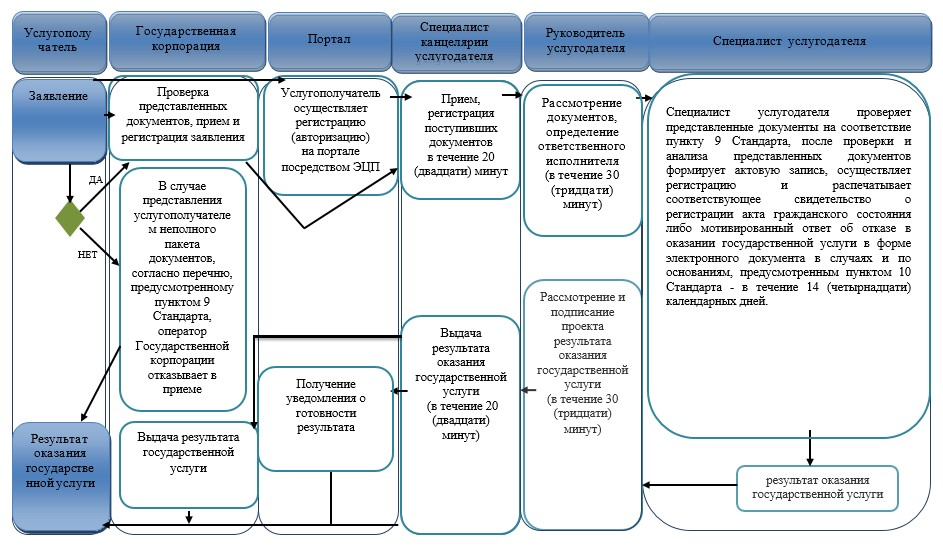 Услугополу
чатель
Государственная
корпорация
Портал
Специалист
канцелярии
услугодателя
Руководитель
услугодателя
Специалист услугодателя
Заявление
ДА
НЕТ
Результат
оказания
государстве
нной услуги
Проверка
представленных
документов, прием и
регистрация заявления
В случае
представления
услугополучателе
м неполного
пакета
документов,
согласно перечню,
предусмотренному
пунктом 9
Стандарта,
оператор
Государственной
корпорации
отказывает в
приеме
Выдача результата
государственной
услуги
Услугополучатель
осуществляет
регистрацию
(авторизацию)
на портале
посредством ЭЦП
Получение
уведомления о
готовности
результата
Прием,
регистрация
поступивших
документов
в течение 20
(двадцати) минут
Выдача
результата
оказания
государственной
услуги
(в течение 20
(двадцати)
минут)
Рассмотрение
документов,
определение
ответственного
исполнителя
(в течение 30
(тридцати)
минут)
Рассмотрение и
подписание
проекта
результата
оказания
государственной
услуги
(в течение 30
(тридцати)
минут)
Специалист услугодателя проверяет
представленные документы на соответствие
пункту 9 Стандарта, после проверки и
анализа представленных документов
формирует актовую запись, осуществляет
регистрацию и распечатывает
соответствующее свидетельство о
регистрации акта гражданского состояния
либо мотивированный ответ об отказе в
оказании государственной услуги в форме
электронного документа в случаях и по
основаниям, предусмотренным пунктом 10
Стандарта - в течение 14 (четырнадцати)
календарных дней.
результат оказания
государственной услуги